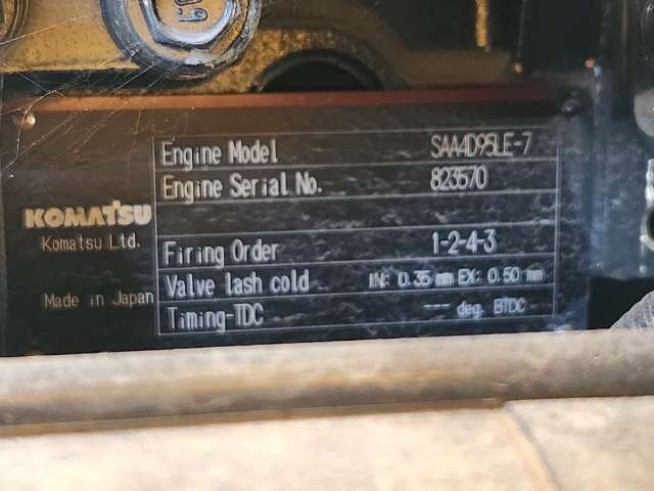 Engine Model SAA4D95LE-7
Engine Serial No. 823570
KOMATSU
Komatsu Ltd.
Firing Order 1-2-4-3
Valve lash cold IN: 0.35 mm EX: 0.50 mm
Made in Japan
Timing-TDC --- deg. BTDC